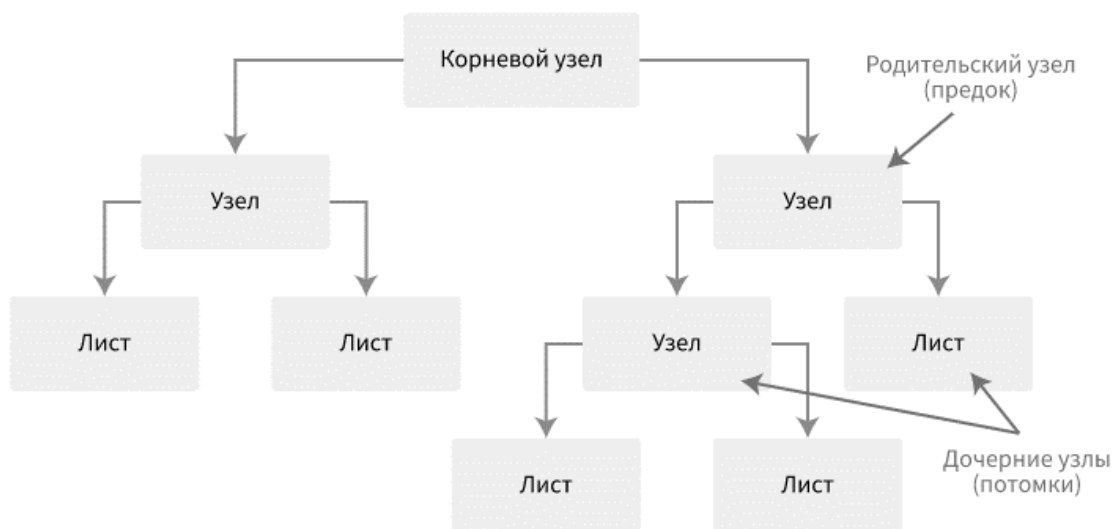 Корневой узел
Родительский узел
(предок)
Узел
Узел
Лист
Лист
Узел
Лист
Лист
Лист
Дочерние узлы
(потомки)